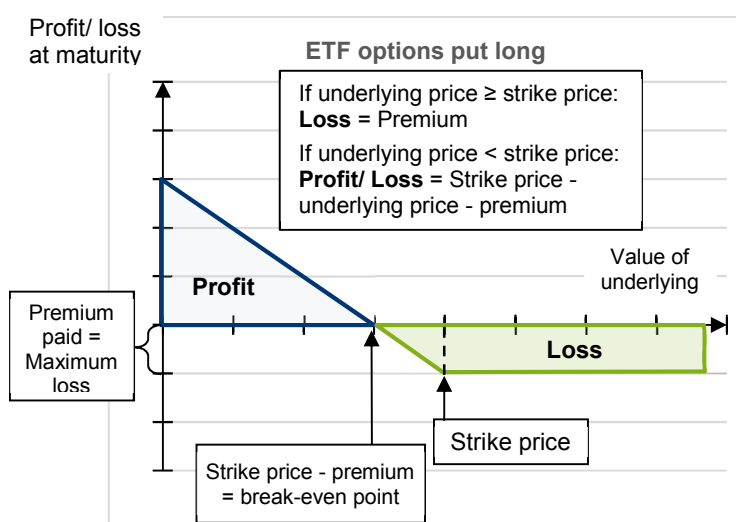 Profit/ loss
at maturity
ETF options put long
If underlying price ≥ strike price:
Loss = Premium
If underlying price < strike price:
Profit/ Loss = Strike price -
underlying price - premium
Value of
underlying
Profit
Premium
paid =
Maximum
loss
Loss
Strike price
Strike price - premium
= break-even point